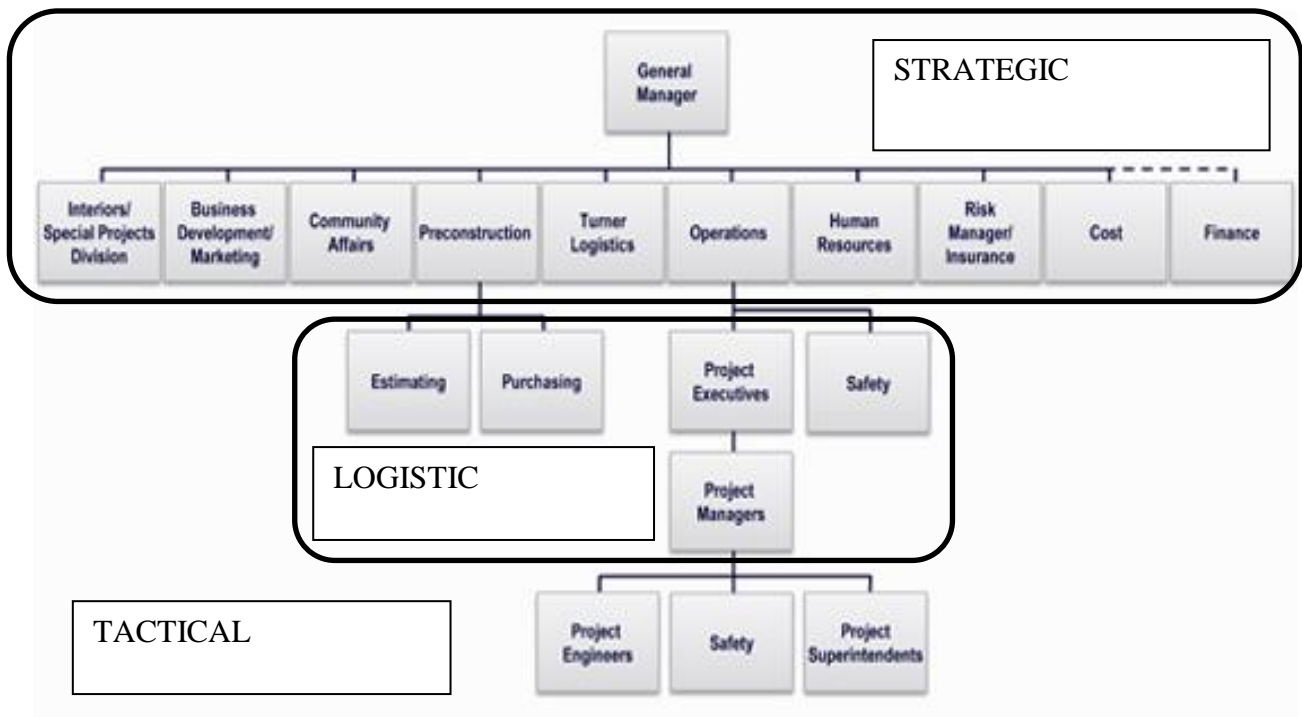 General
Manager
STRATEGIC
Interiors/
Special Projects
Division
Business
Development/
Marketing
Community
Affairs
Preconstruction
Turner
Logistics
Operations
Human
Resources
Risk
Manager/
Insurance
Cost
Finance
Estimating
Purchasing
Project
Executives
Safety
LOGISTIC
Project
Managers
TACTICAL
Project
Engineers
Safety
Project
Superintendents